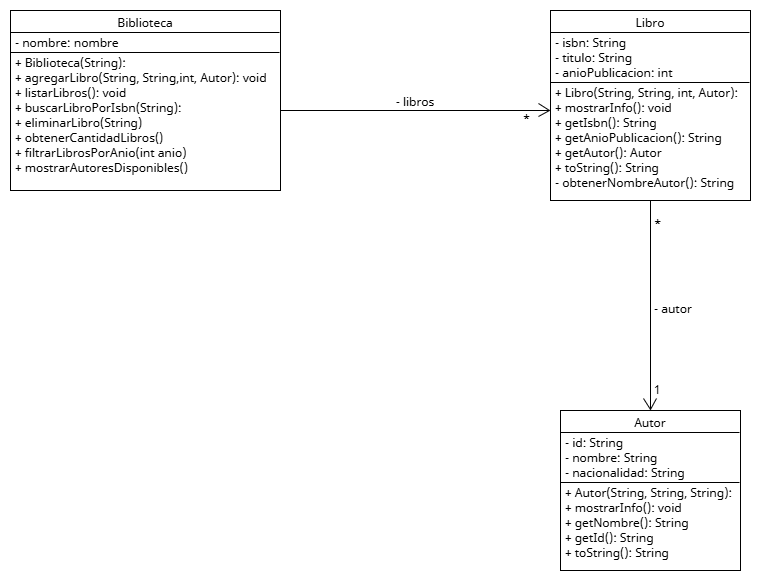 Biblioteca
- nombre: nombre
+ Biblioteca(String):
+ agregarLibro(String, String,int, Autor): void
+ listarLibros(): void
+ buscarLibroPorIsbn(String):
+ eliminarLibro(String)
+ obtenerCantidadLibros()
+ filtrarLibrosPorAnio(int anio)
+ mostrarAutoresDisponibles()
- libros
*
Libro
- isbn: String
- titulo: String
- anioPublicacion: int
+ Libro(String, String, int, Autor):
+ mostrarInfo(): void
+ getIsbn(): String
+ getAnioPublicacion(): String
+ getAutor(): Autor
+ toString(): String
- obtenerNombreAutor(): String
*
- autor
1
Autor
- id: String
- nombre: String
- nacionalidad: String
+ Autor(String, String, String):
+ mostrarInfo(): void
+ getNombre(): String
+ getId(): String
+ toString(): String